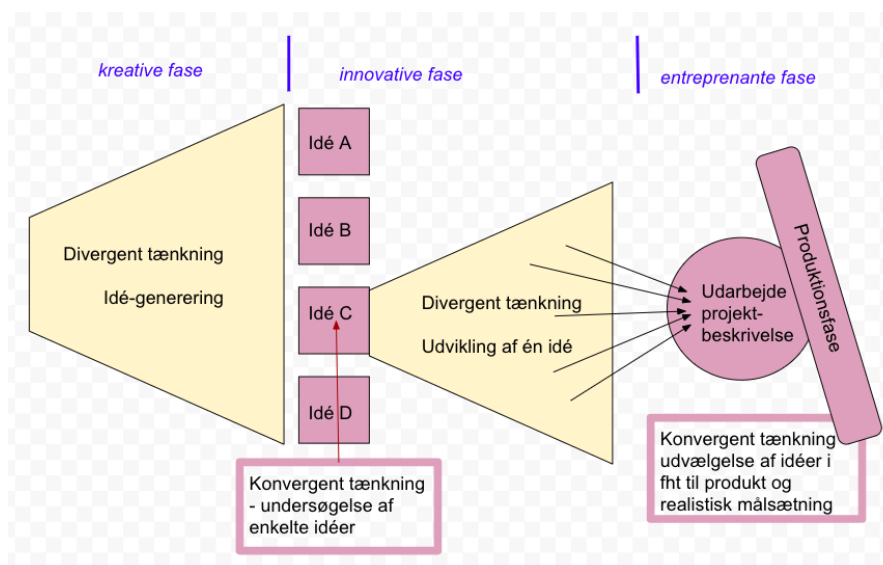 kreative fase
innovative fase
entreprenante fase
Idé A
Idé B
Idé C
Idé D
Divergent tænkning
Idé-generering
Divergent tænkning
Udvikling af én idé
Udarbejde
projekt-
beskrivelse
Produktionsfase
Konvergent tænkning
- undersøgelse af
enkelte idéer
Konvergent tænkning
udvælgelse af idéer i
fht til produkt og
realistisk målsætning